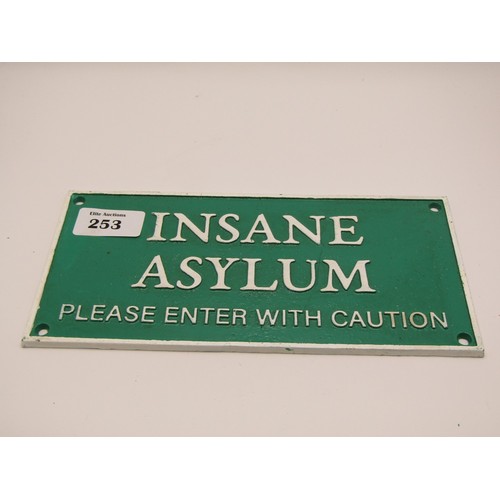 Elite Auctions
253
INSANE
ASYLUM
PLEASE ENTER WITH CAUTION